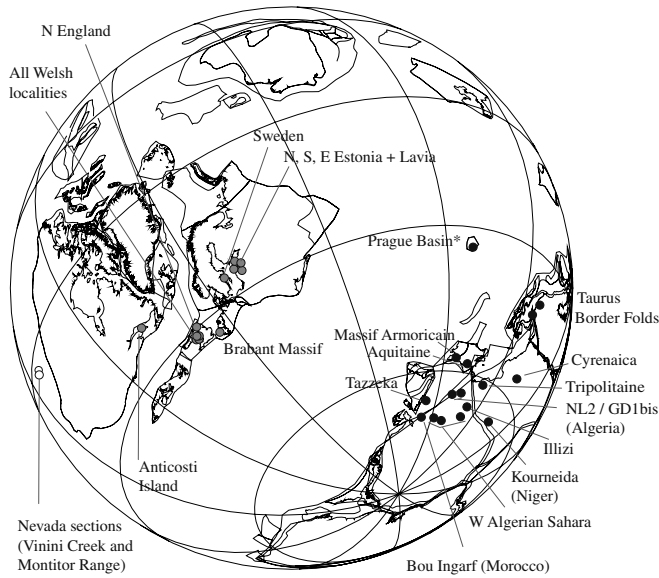 N England
All Welsh
localities
Sweden
N, S, E Estonia + Lavia
Prague Basin*
Taurus
Border Folds
Massif Armoricain
Aquitaine
Brabant Massif
Cyrenaica
Tazzeka
Tripolitaine
NL2 / GD1bis
(Algeria)
Illizi
Anticosti
Island
Kourneida
(Niger)
W Algerian Sahara
Nevada sections
(Vinini Creek and
Montitor Range)
Bou Ingarf (Morocco)